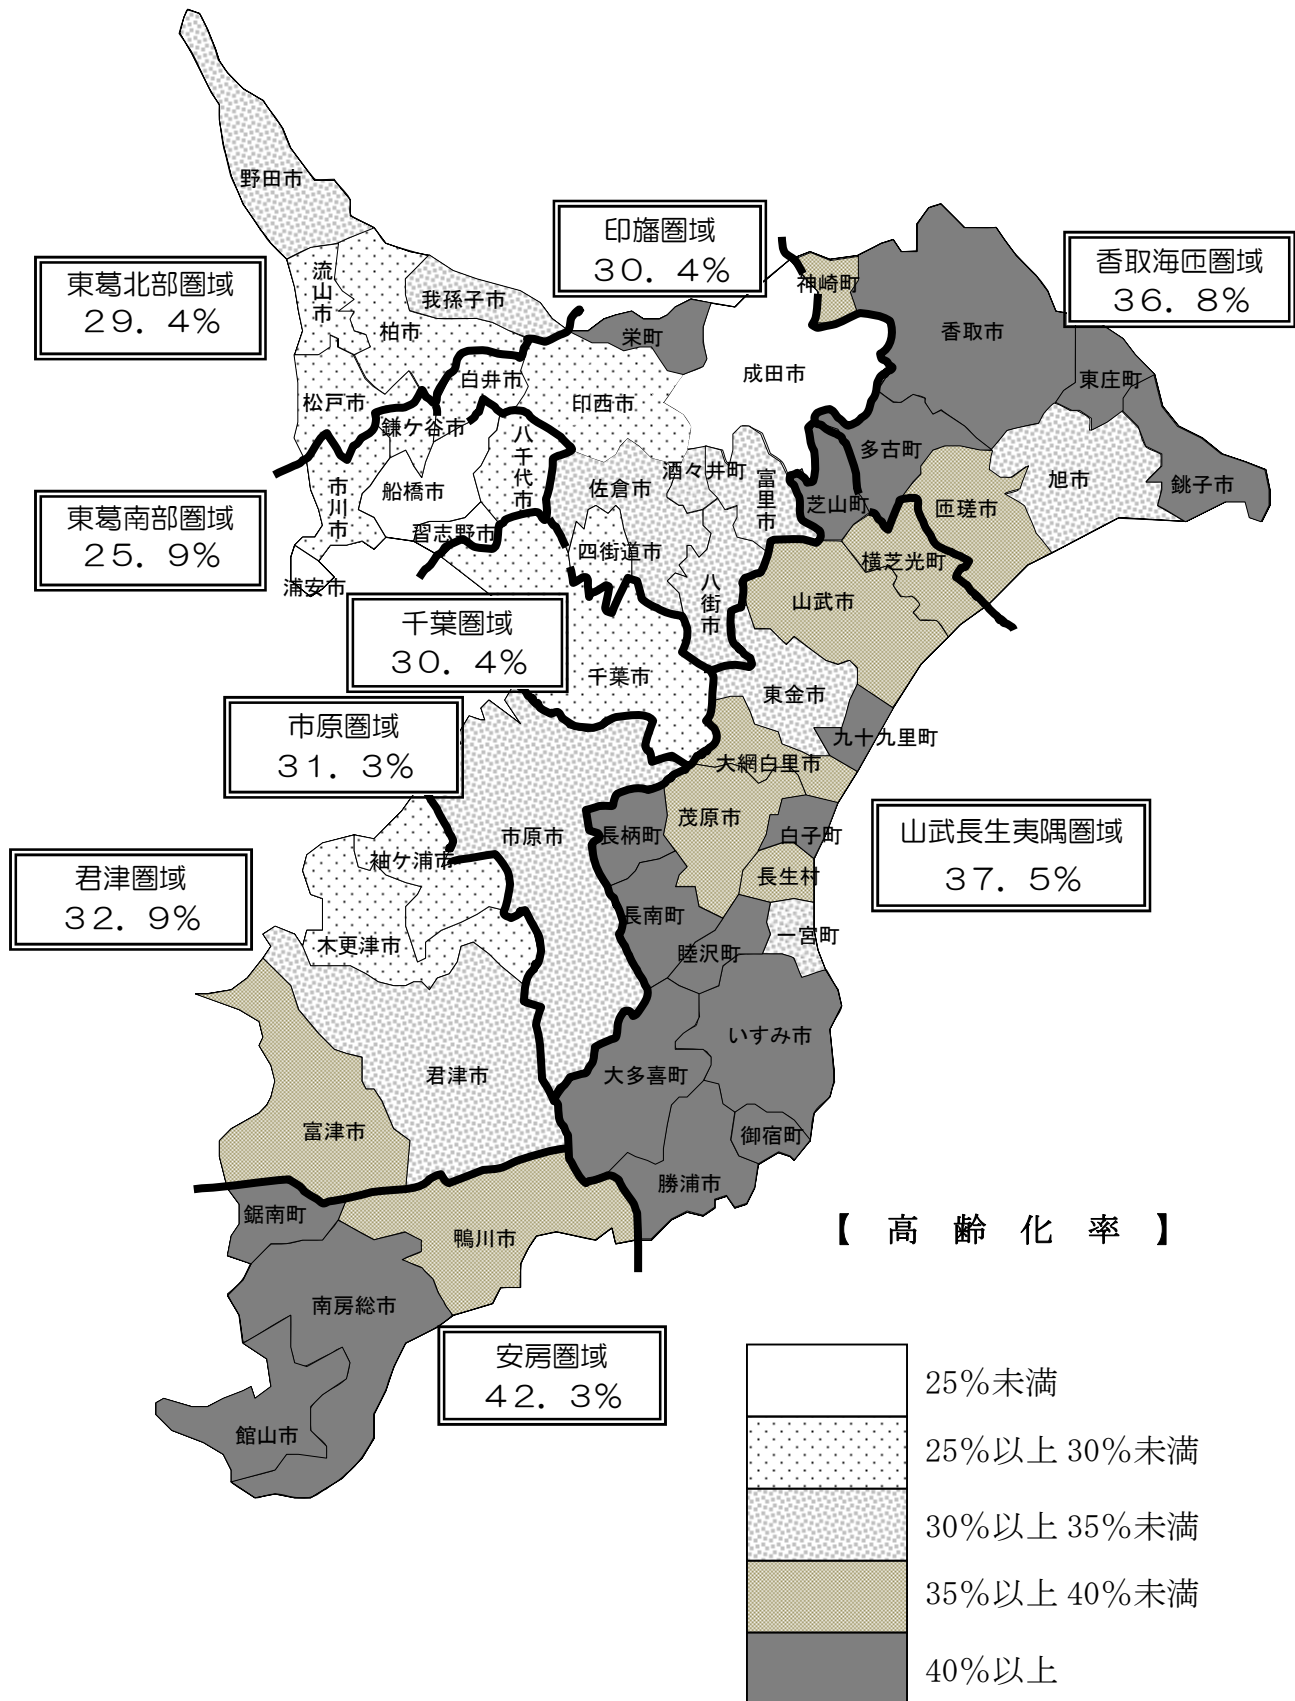 野田市
印旛圏域
30．4％
香取海匝圏域
36．8％
東葛北部圏域
29．4％
流山市
我孫子市
柏市
神崎町
栄町
香取市
成田市
東庄町
白井市
印西市
松戸市
鎌ケ谷市
八千代市
多古町
旭市
銚子市
酒々井町
富里市
佐倉市
船橋市
市川市
芝山町
匝瑳市
東葛南部圏域
25．9％
習志野市
四街道市
横芝光町
浦安市
八街市
山武市
千葉圏域
30．4％
千葉市
東金市
市原圏域
31．3％
九十九里町
大網白里市
茂原市
市原市
長柄町
白子町
山武長生夷隅圏域
37．5％
君津圏域
32．9％
袖ケ浦市
長生村
長南町
一宮町
木更津市
睦沢町
いすみ市
君津市
大多喜町
富津市
御宿町
勝浦市
鋸南町
鴨川市
【高齢化率】
南房総市
安房圏域
42．3％
館山市
25％未満
25％以上 30％未満
30％以上 35％未満
35％以上 40％未満
40％以上